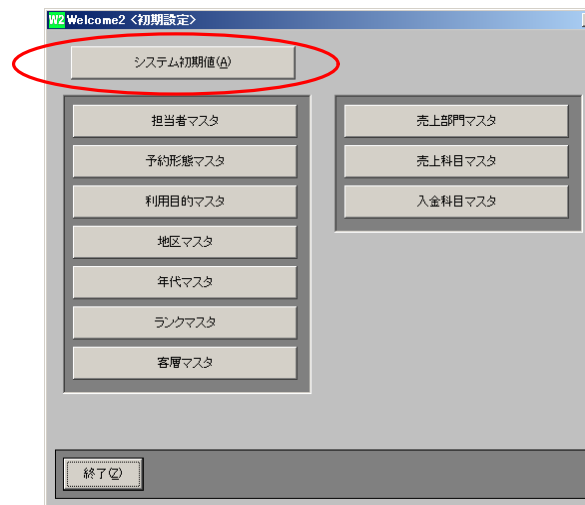 W2 Welcome2 <初期設定>
システム初期値(A)
担当者マスタ
予約形態マスタ
利用目的マスタ
地区マスタ
年代マスタ
ランクマスタ
客層マスタ
売上部門マスタ
売上科目マスタ
入金科目マスタ
終了(Z)